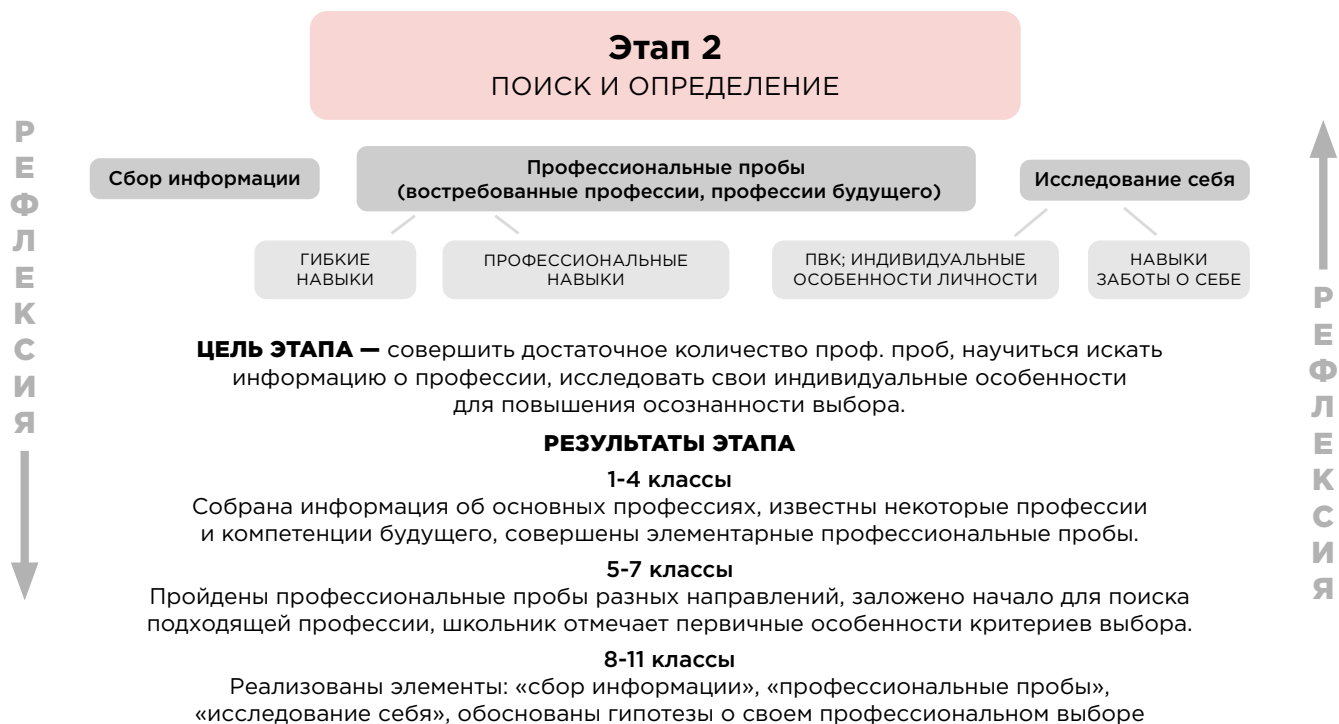 Этап 2
ПОИСК И ОПРЕДЕЛЕНИЕ
РЕФЛЕКСИЯ
Сбор информации
Профессиональные пробы
(востребованные профессии, профессии будущего)
Исследование себя
ГИБКИЕ
НАВЫКИ
ПРОФЕССИОНАЛЬНЫЕ
НАВЫКИ
ПВК; ИНДИВИДУАЛЬНЫЕ
ОСОБЕННОСТИ ЛИЧНОСТИ
НАВЫКИ
ЗАБОТЫ О СЕБЕ
РЕФЛЕКСИЯ
ЦЕЛЬ ЭТАПА — совершить достаточное количество проф. проб, научиться искать
информацию о профессии, исследовать свои индивидуальные особенности
для повышения осознанности выбора.
РЕЗУЛЬТАТЫ ЭТАПА
1-4 классы
Собрана информация об основных профессиях, известны некоторые профессии
и компетенции будущего, совершены элементарные профессиональные пробы.
5-7 классы
Пройдены профессиональные пробы разных направлений, заложено начало для поиска
подходящей профессии, школьник отмечает первичные особенности критериев выбора.
8-11 классы
Реализованы элементы: «сбор информации», «профессиональные пробы»,
«исследование себя», обоснованы гипотезы о своем профессиональном выборе